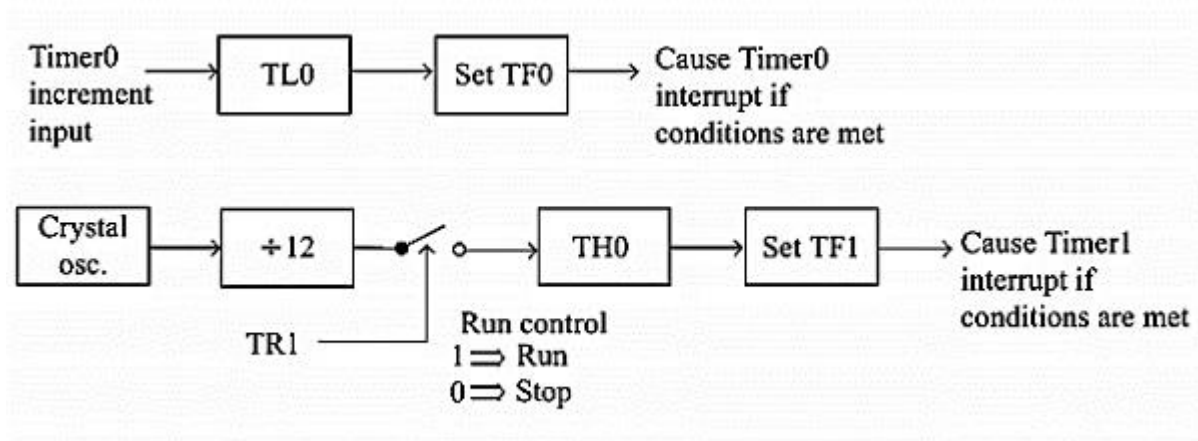 Timer0
increment
input
TL0
Set TF0
Cause Timer0
interrupt if
conditions are met
Crystal
osc.
÷12
TR1
Run control
1 ⇒ Run
0 ⇒ Stop
TH0
Set TF1
Cause Timer1
interrupt if
conditions are met